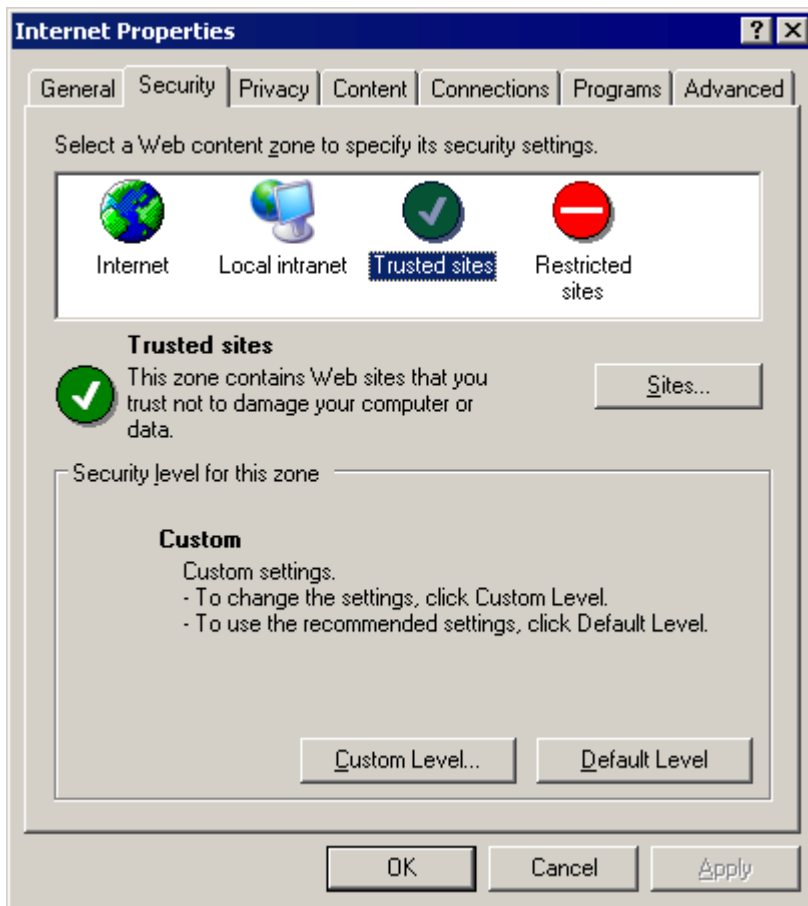 Internet Properties
General Security Privacy Content Connections Programs Advanced
Select a Web content zone to specify its security settings.
Internet Local intranet Trusted sites Restricted
sites
Trusted sites
This zone contains Web sites that you
trust not to damage your computer or
data.
Sites...
Security level for this zone
Custom
Custom settings.
- To change the settings, click Custom Level.
- To use the recommended settings, click Default Level.
Custom Level... Default Level
OK Cancel Apply